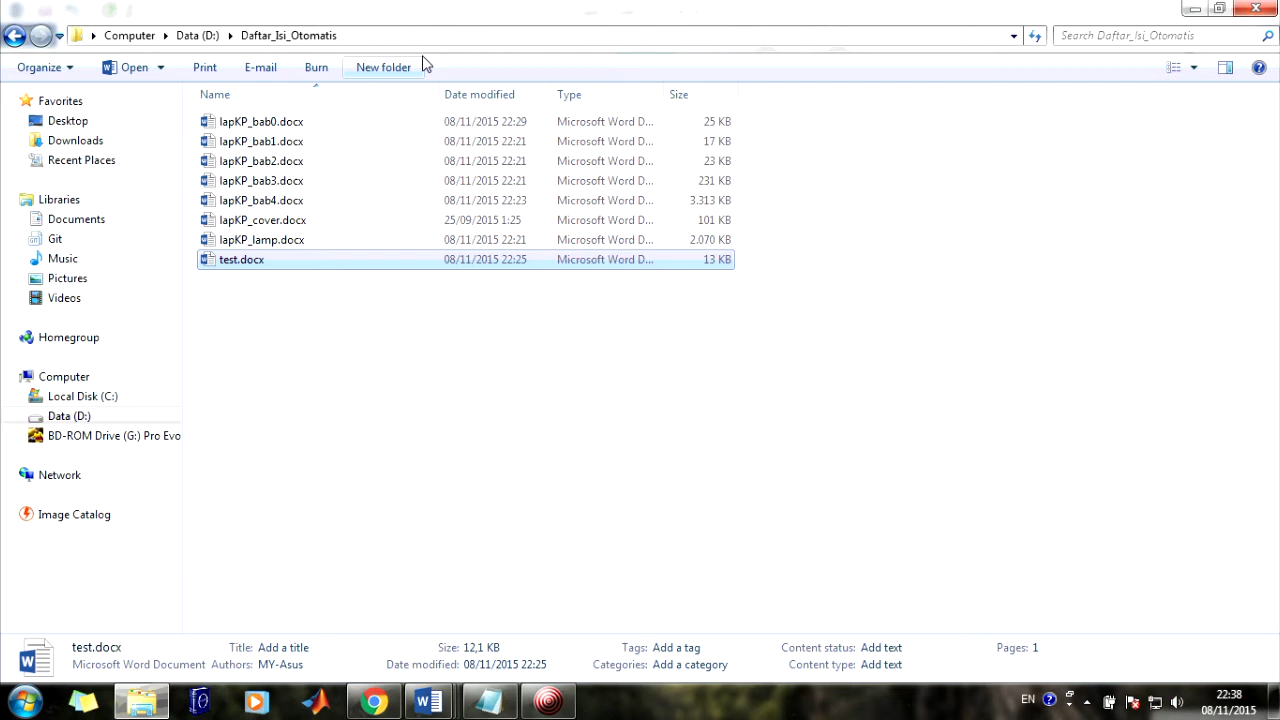 Computer Data (D:) Daftar_Isi_Otomatis Search Daftar_Isi_Otomatis
Organize Open Print E-mail Burn New folder
Name Date modified Type Size
Favorites
Desktop
Downloads
Recent Places
Libraries
Documents
Git
Music
Pictures
Videos
Homegroup
Computer
Local Disk (C:)
Data (D:)
BD-ROM Drive (G:) Pro Evo
Network
Image Catalog
lapKP_bab0.docx 08/11/2015 22:29 Microsoft Word D... 25 KB
lapKP_bab1.docx 08/11/2015 22:21 Microsoft Word D... 17 KB
lapKP_bab2.docx 08/11/2015 22:21 Microsoft Word D... 23 KB
lapKP_bab3.docx 08/11/2015 22:21 Microsoft Word D... 231 KB
lapKP_bab4.docx 08/11/2015 22:23 Microsoft Word D... 3.313 KB
lapKP_cover.docx 25/09/2015 1:25 Microsoft Word D... 101 KB
lapKP_lamp.docx 08/11/2015 22:21 Microsoft Word D... 2.070 KB
test.docx 08/11/2015 22:25 Microsoft Word D... 13 KB
test.docx Title: Add a title Size: 12,1 KB Tags: Add a tag Content status: Add text Pages: 1
Microsoft Word Document Authors: MY-Asus Date modified: 08/11/2015 22:25 Categories: Add a category Content type: Add text
EN 22:38
08/11/2015